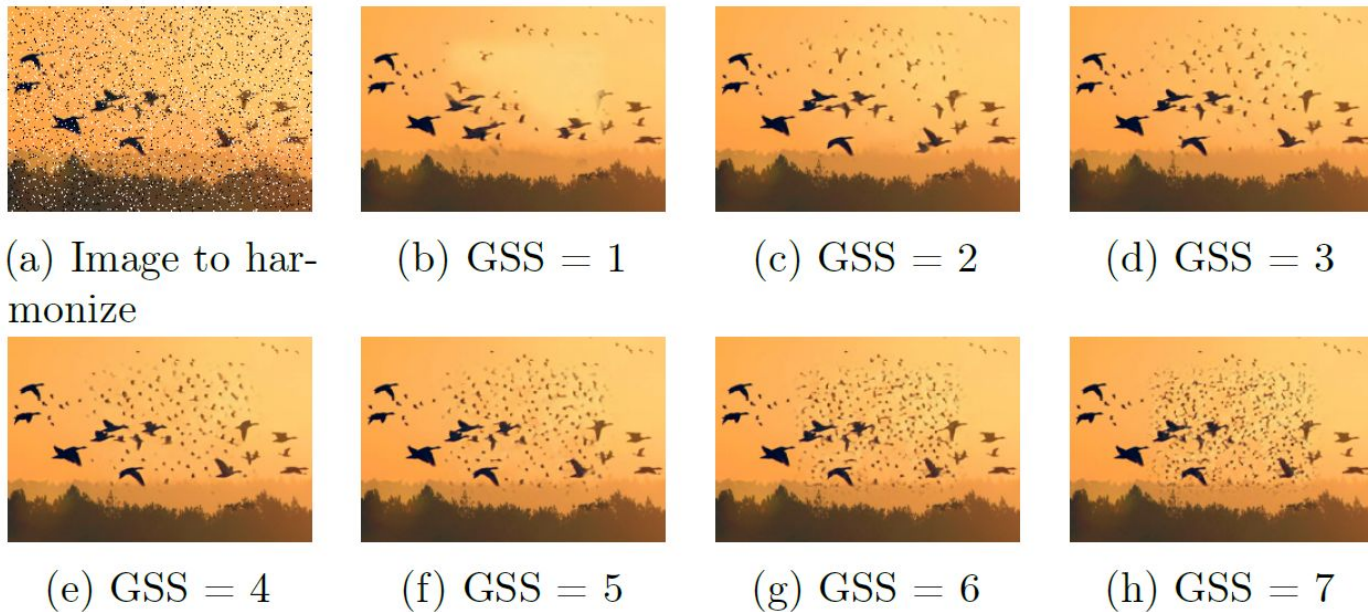 (a) Image to har-
monize
(b) GSS = 1
(c) GSS = 2
(d) GSS = 3
(e) GSS = 4
(f) GSS = 5
(g) GSS = 6
(h) GSS = 7